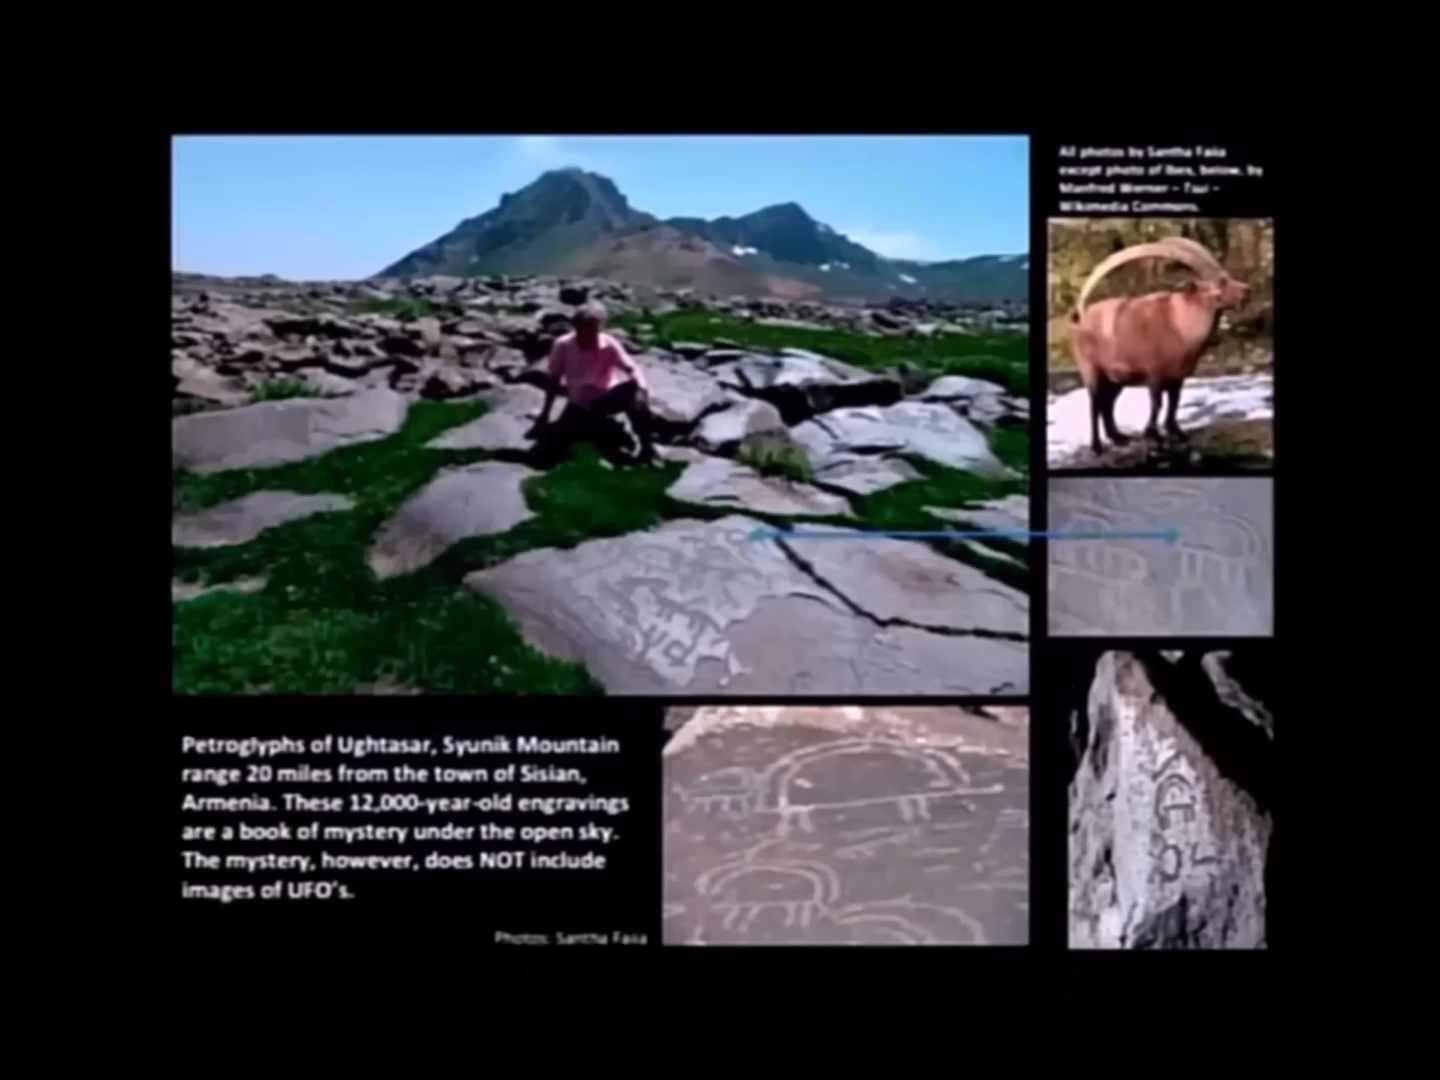 All photos by Santha Faiia
except photo of Ibex, below, by
Manfred Werner – Tsui –
Wikimedia Commons.
Petroglyphs of Ughtasar, Syunik Mountain
range 20 miles from the town of Sisian,
Armenia. These 12,000-year-old engravings
are a book of mystery under the open sky.
The mystery, however, does NOT include
images of UFO's.
Photos: Santha Faiia